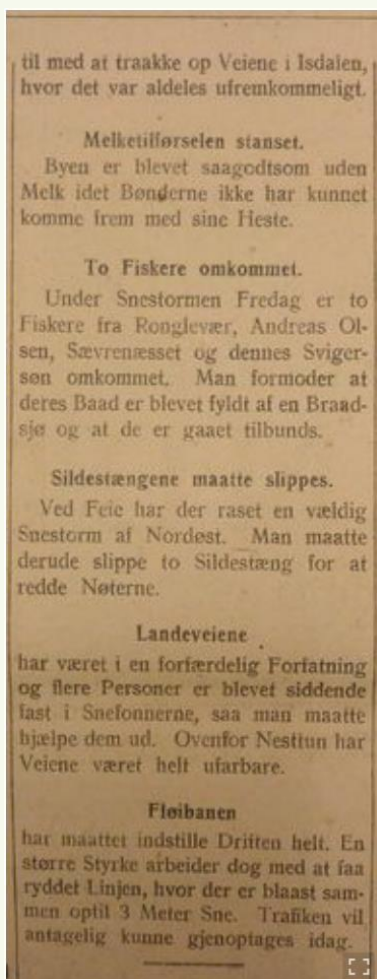 til med at traakke op Veiene i Isdalen,
hvor det var aldeles ufremkommeligt.
Melketilførselen stanset.
Byen er blevet saagodtsom uden
Melk idet Bønderne ikke har kunnet
komme frem med sine Heste.
To Fiskere omkommet.
Under Snestormen Fredag er to
Fiskere fra Ronglevær, Andreas Ol-
sen, Sævrenæsset og dennes Sviger-
søn omkommet. Man formoder at
deres Baad er blevet fyldt af en Braad-
sjø og at de er gaaet tilbunds.
Sildestængene maatte slippes.
Ved Feie har der raset en vældig
Snestorm af Nordøst. Man maatte
derude slippe to Sildestæng for at
redde Nøterne.
Landeveiene
har været i en forfærdelig Forfatning
og flere Personer er blevet siddende
fast i Snefonnerne, saa man maatte
hjælpe dem ud. Ovenfor Nesttun har
Veiene været helt ufarbare.
Fløibanen
har maattet indstille Driften helt. En
større Styrke arbeider dog med at faa
ryddet Linjen, hvor der er blaast sam-
men optil 3 Meter Sne. Trafiken vil
antagelig kunne gjenoptages idag.